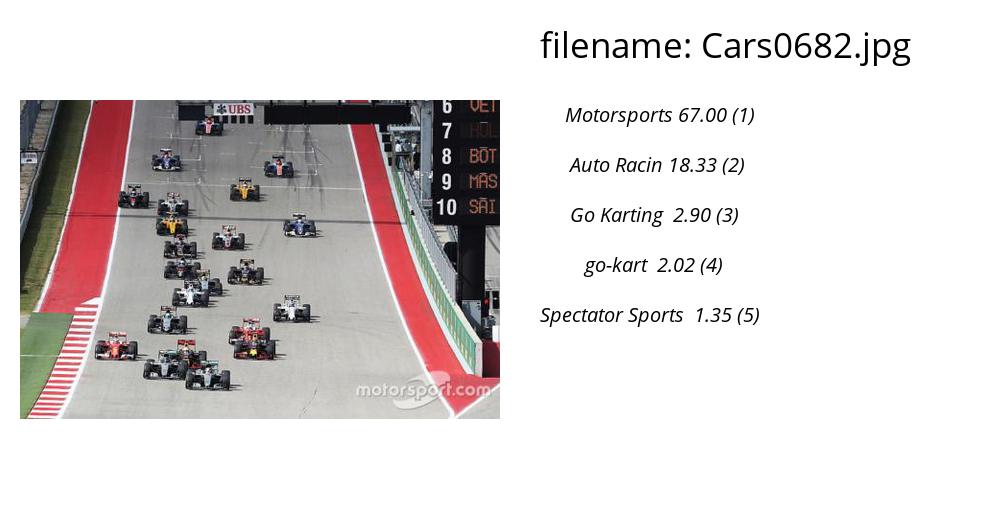 filename: Cars0682.jpg
UBS
6 VET
7 HUL
8 BOT
9 MAS
10 SAI
motorsport.com
Motorsports 67.00 (1)
Auto Racin 18.33 (2)
Go Karting 2.90 (3)
go-kart 2.02 (4)
Spectator Sports 1.35 (5)